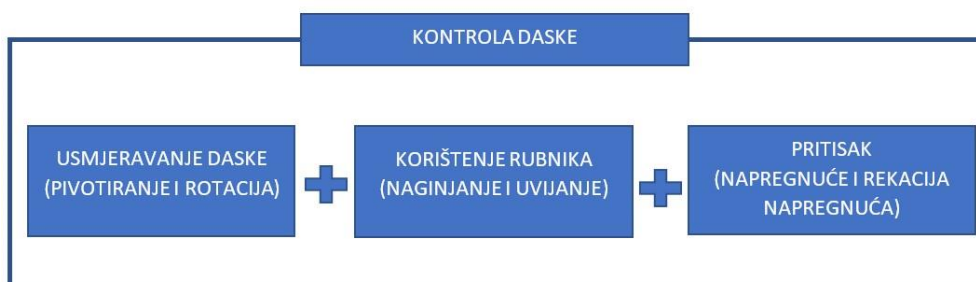 KONTROLA DASKE
USMJERAVANJE DASKE
(PIVOTIRANJE I ROTACIJA)
KORIŠTENJE RUBNIKA
(NAGINJANJE I UVIJANJE)
PRITISAK
(NAPREGNUĆE I REKACIJA
NAPREGNUĆA)